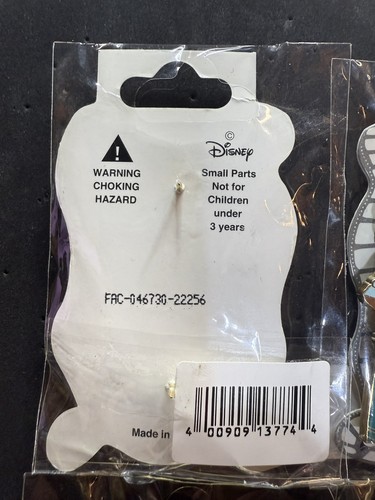 WARNING
CHOKING
HAZARD
©
Disney
Small Parts
Not for
Children
under
3 years
FAC-046730-22256
Made in
4 00909 13774 4